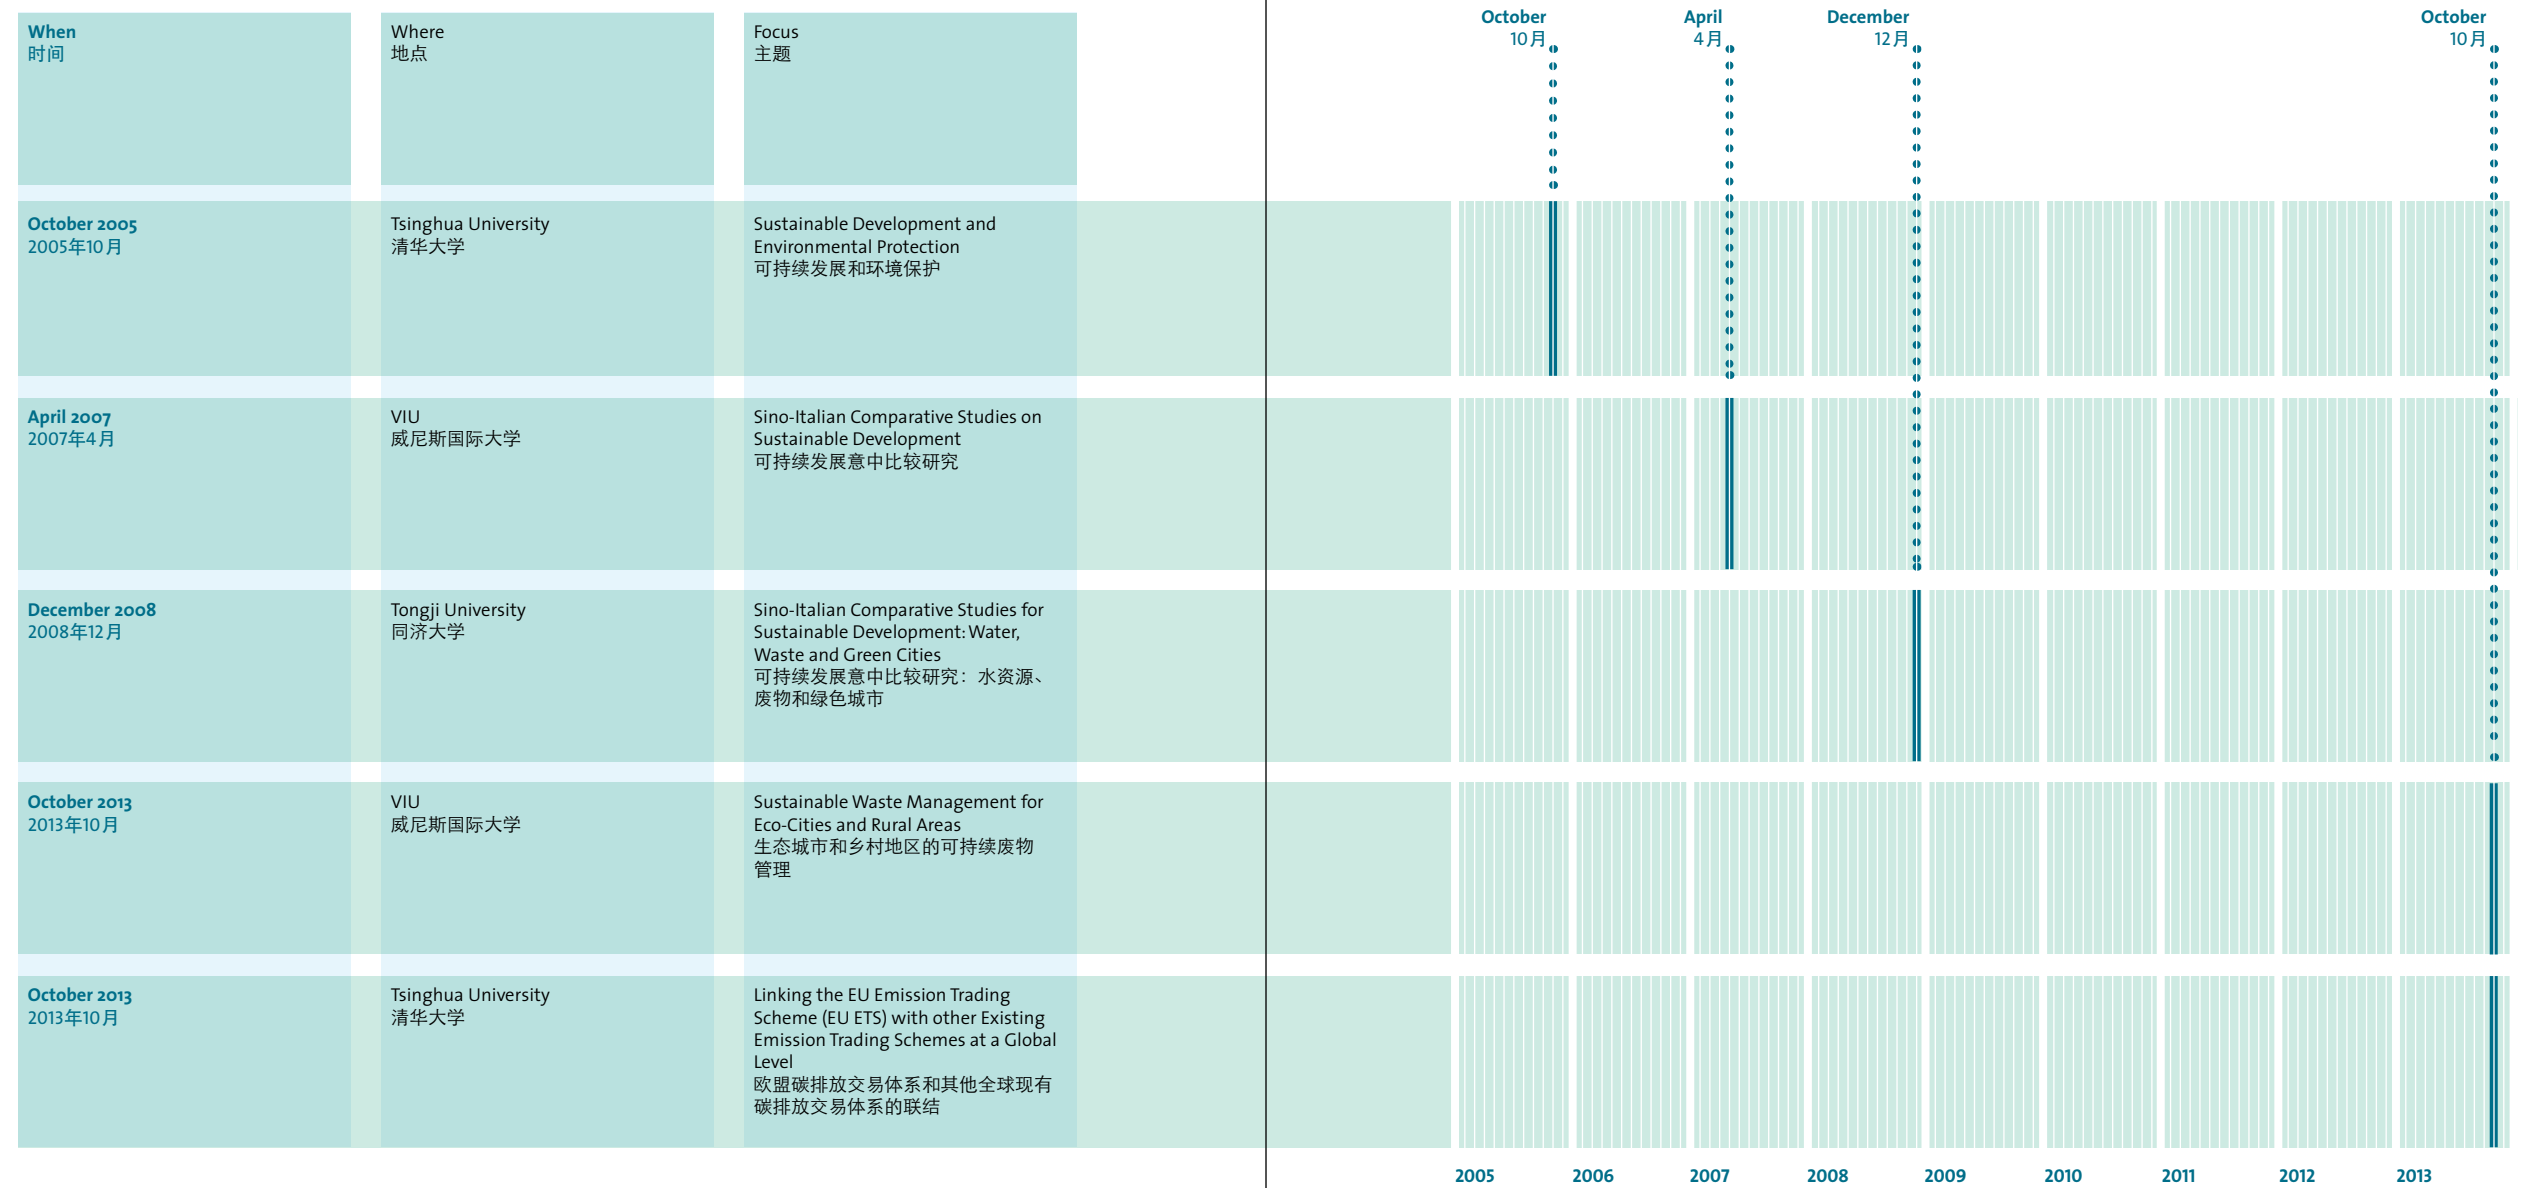 When
时间
Where
地点
Focus
主题
October
10月
April
4月
December
12月
October
10月
October 2005
2005年10月
Tsinghua University
清华大学
Sustainable Development and
Environmental Protection
可持续发展和环境保护
April 2007
2007年4月
VIU
威尼斯国际大学
Sino-Italian Comparative Studies on
Sustainable Development
可持续发展意中比较研究
December 2008
2008年12月
Tongji University
同济大学
Sino-Italian Comparative Studies for
Sustainable Development: Water,
Waste and Green Cities
可持续发展意中比较研究：水资源、
废物和绿色城市
October 2013
2013年10月
VIU
威尼斯国际大学
Sustainable Waste Management for
Eco-Cities and Rural Areas
生态城市和乡村地区的可持续废物
管理
October 2013
2013年10月
Tsinghua University
清华大学
Linking the EU Emission Trading
Scheme (EU ETS) with other Existing
Emission Trading Schemes at a Global
Level
欧盟碳排放交易体系和其他全球现有
碳排放交易体系的联结
2005
2006
2007
2008
2009
2010
2011
2012
2013